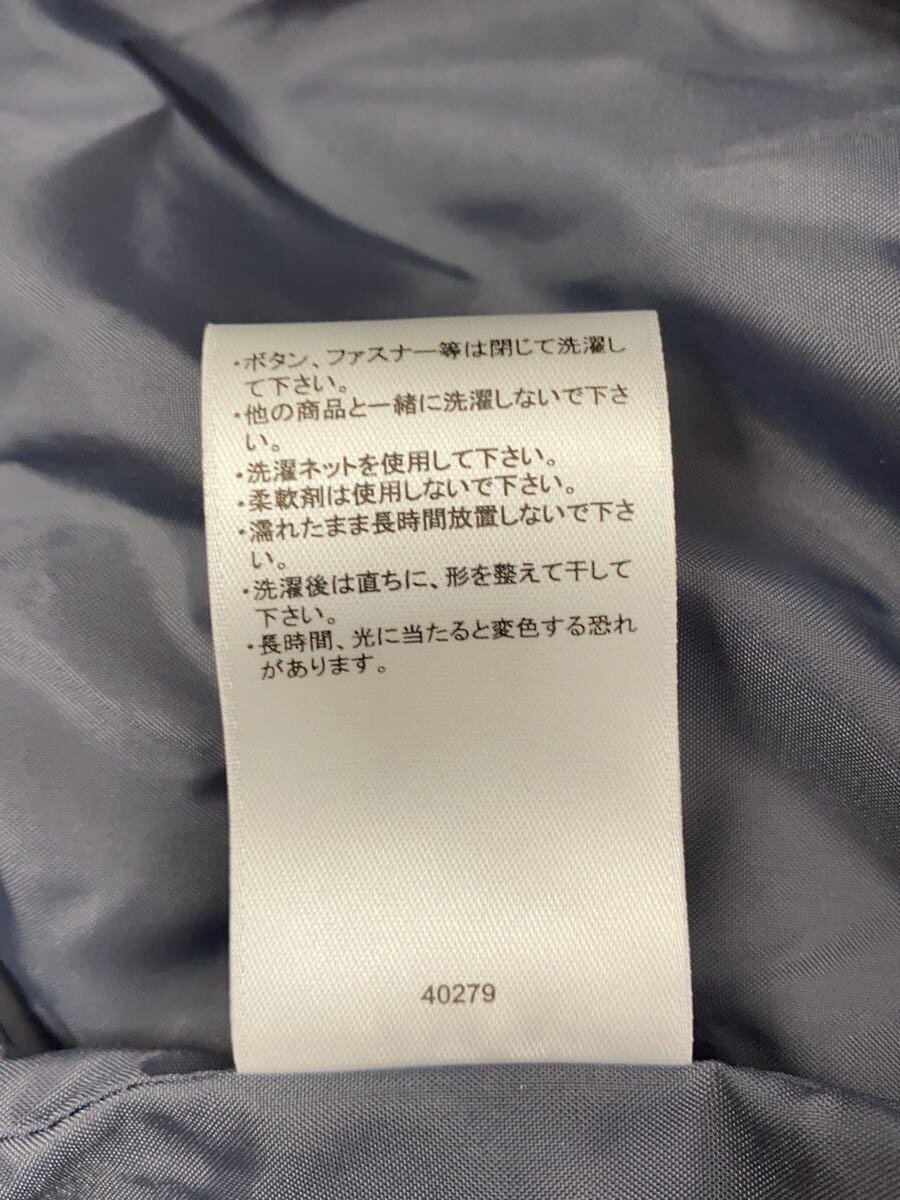 ・ボタン、ファスナー等は閉じて洗濯し
て下さい。
・他の商品と一緒に洗濯しないで下さ
い。
・洗濯ネットを使用して下さい。
・柔軟剤は使用しないで下さい。
・濡れたまま長時間放置しないで下さ
い。
・洗濯後は直ちに、形を整えて干して
下さい。
・長時間、光に当たると変色する恐れ
があります。
40279